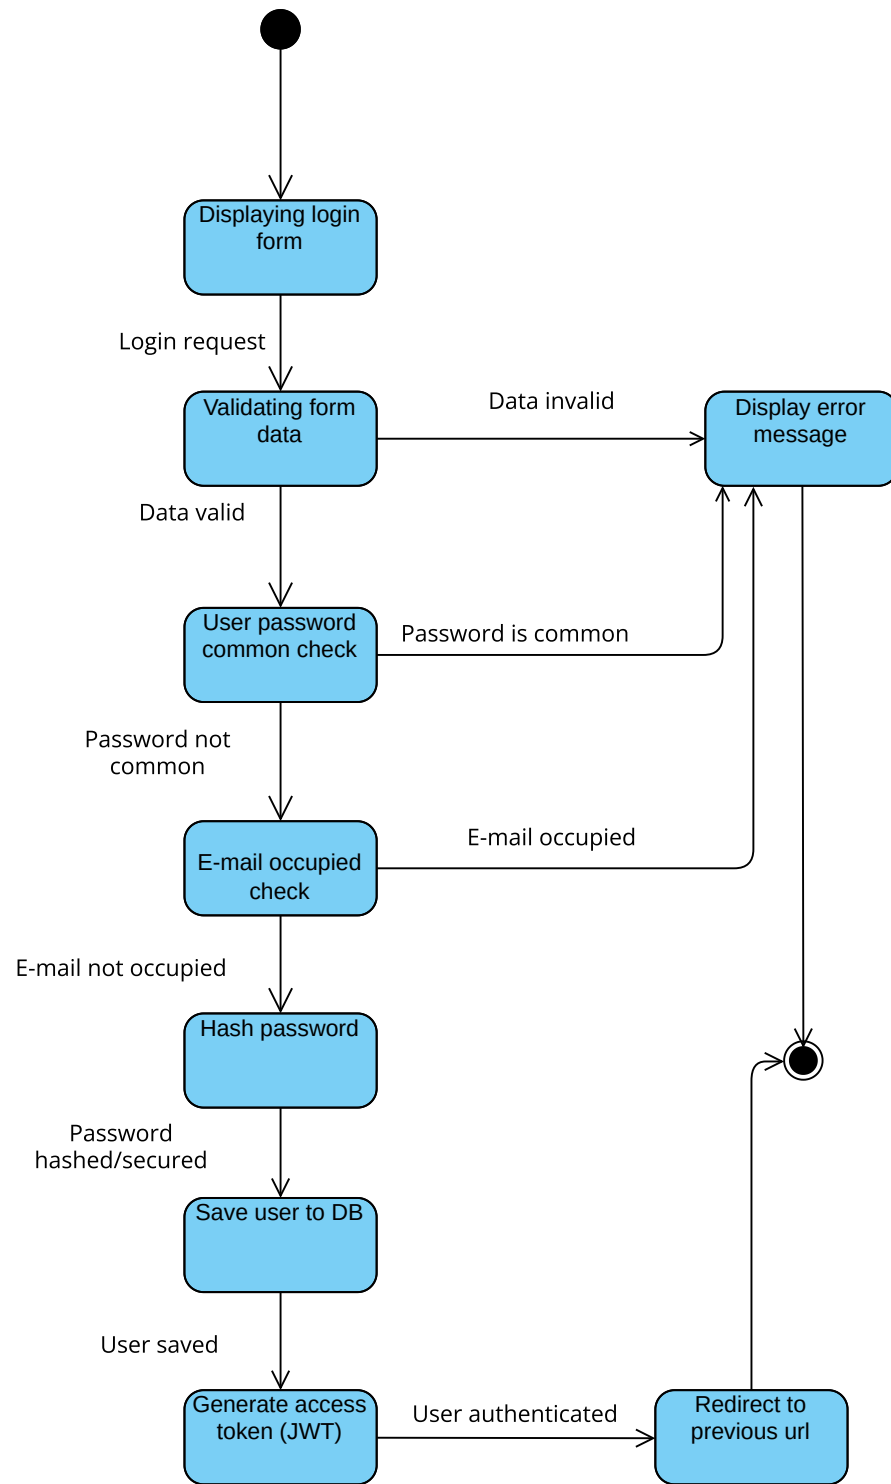 Displaying login
form
Login request
Validating form
data
Data invalid
Display error
message
Data valid
User password
common check
Password is common
Password not
common
E-mail occupied
check
E-mail occupied
E-mail not occupied
Hash password
Password
hashed/secured
Save user to DB
User saved
Generate access
token (JWT)
User authenticated
Redirect to
previous url